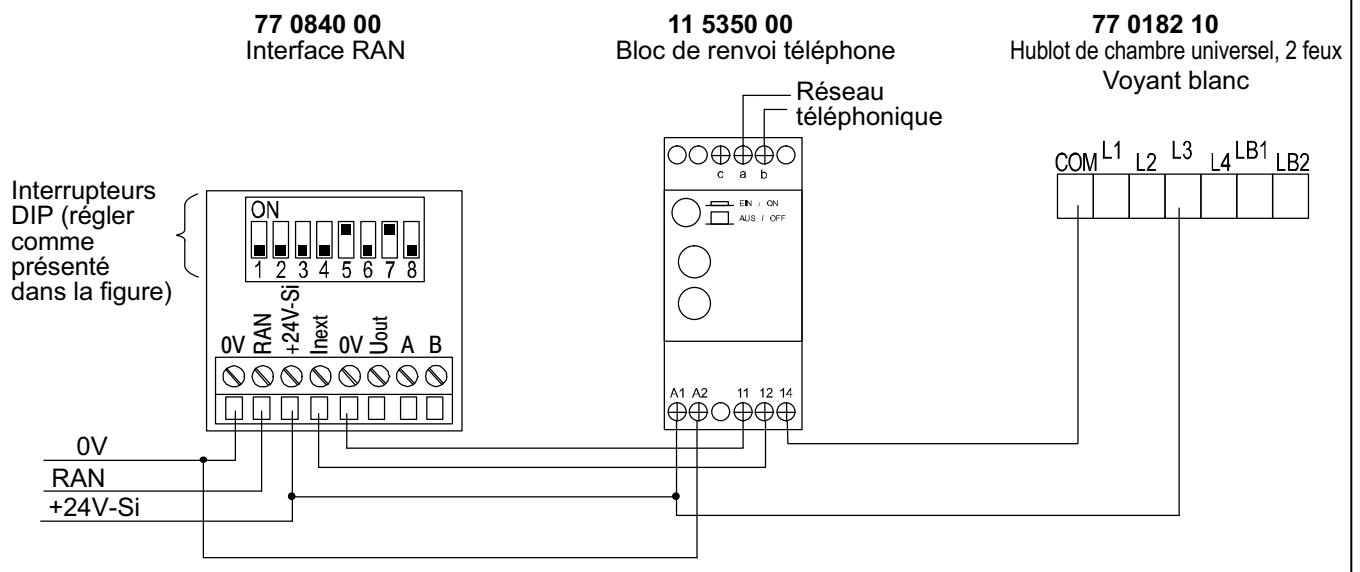 77 0840 00
Interface RAN
11 5350 00
Bloc de renvoi téléphone
77 0182 10
Hublot de chambre universel, 2 feux
Voyant blanc
Réseau
téléphonique
c a b
EIN / ON
AUS / OFF
COM L1 L2 L3 L4 LB1 LB2
Interrupteurs
DIP (régler
comme
présenté
dans la figure)
ON
1 2 3 4 5 6 7 8
0V RAN +24V-Si Inext 0V Uout A B
A1 A2 11 12 14
0V
RAN
+24V-Si